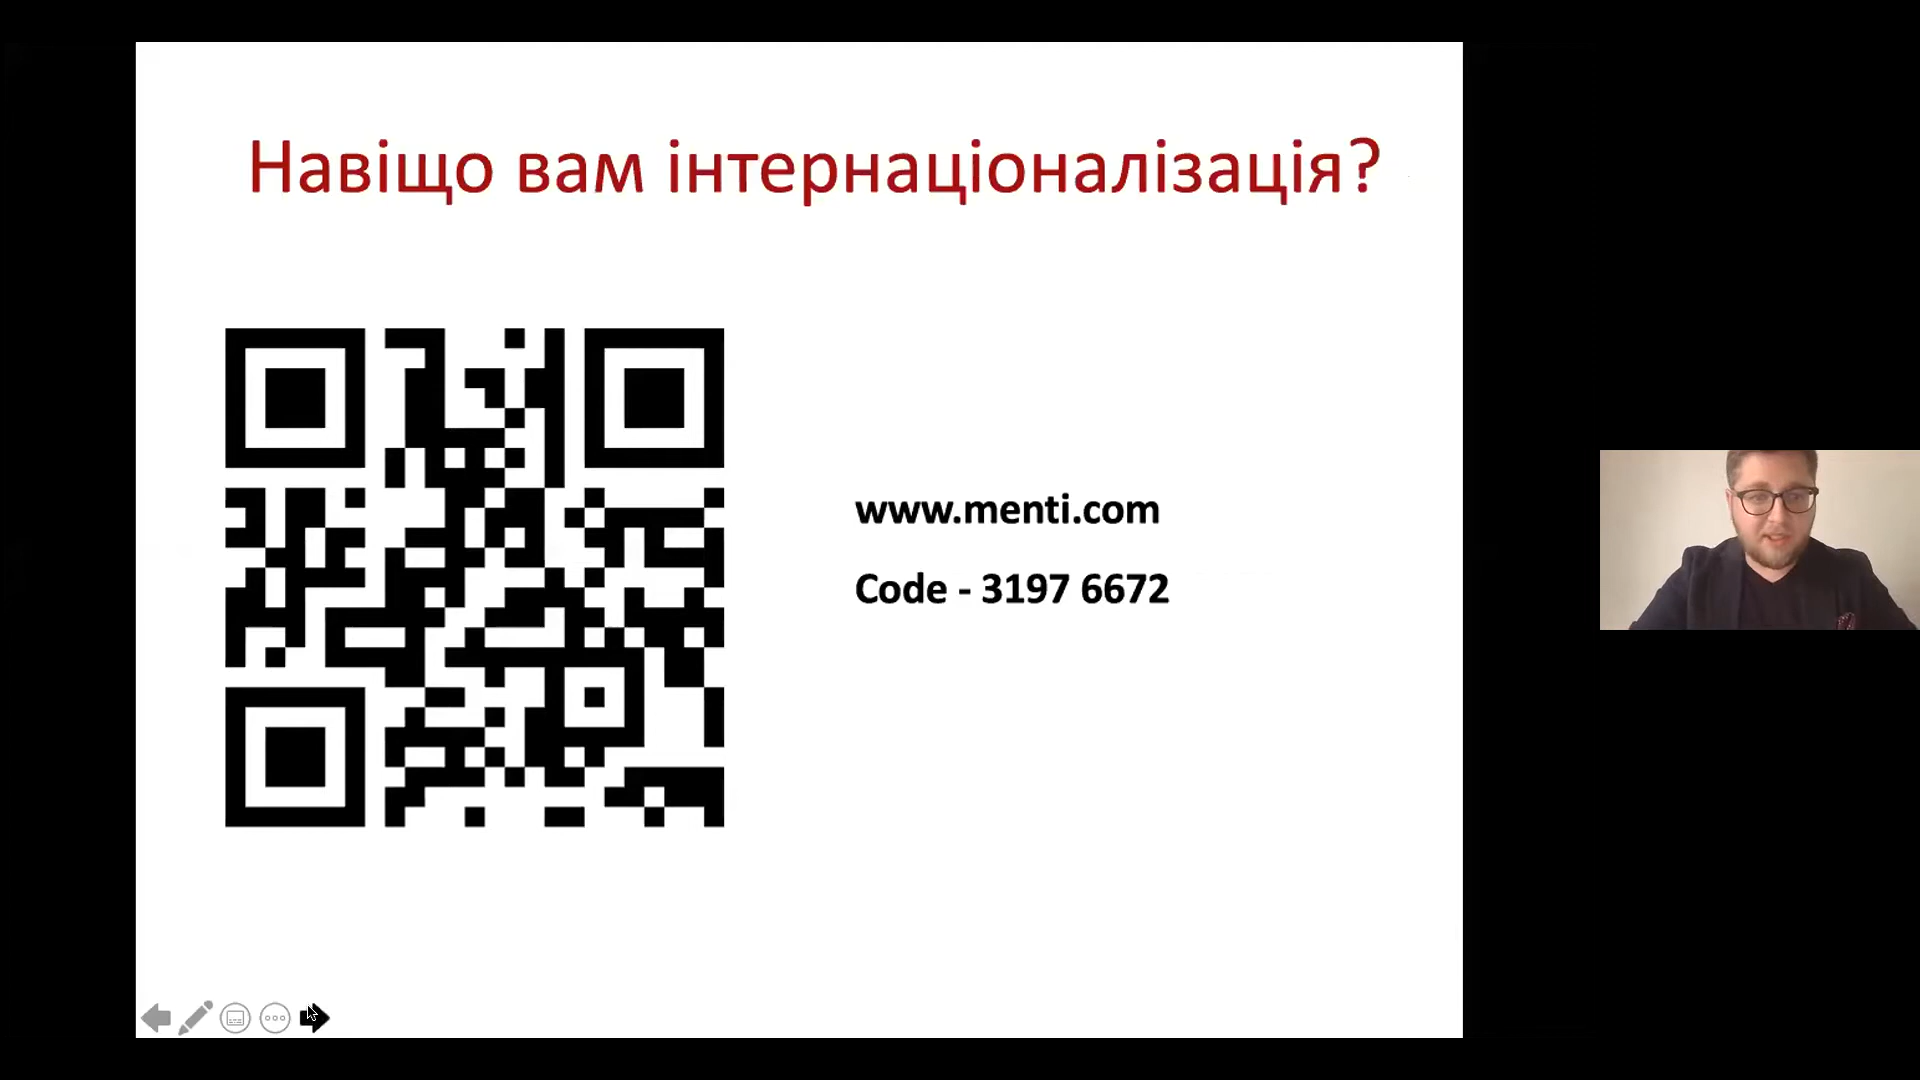 Навіщо вам інтернаціоналізація?
www.menti.com
Code - 3197 6672